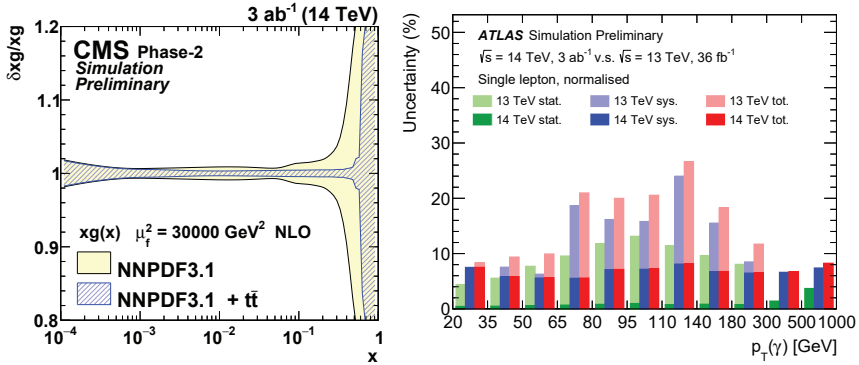 3 ab⁻¹ (14 TeV)
δxg/xg
1.2
1.1
1
0.9
0.8
CMS Phase-2
Simulation
Preliminary
xg(x) μ_f² = 30000 GeV² NLO
NNPDF3.1
NNPDF3.1 + tt̄
10⁻⁴ 10⁻³ 10⁻² 10⁻¹ 1
x
Uncertainty (%)
50
40
30
20
10
0
ATLAS Simulation Preliminary
√s = 14 TeV, 3 ab⁻¹ v.s. √s = 13 TeV, 36 fb⁻¹
Single lepton, normalised
13 TeV stat. 13 TeV sys. 13 TeV tot.
14 TeV stat. 14 TeV sys. 14 TeV tot.
20 35 45 50 65 80 95 110 140 180 300 500 1000
p_T(γ) [GeV]